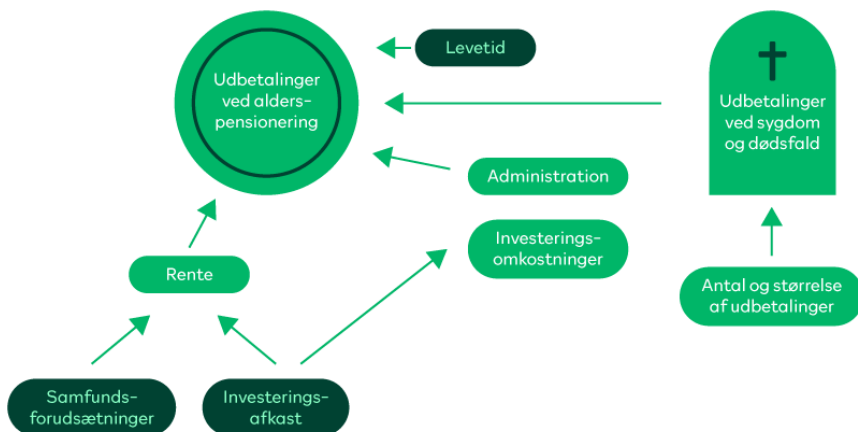 Levetid
Udbetalinger
ved alders-
pensionering
Udbetalinger
ved sygdom
og dødsfald
Administration
Investerings-
omkostninger
Rente
Antal og størrelse
af udbetalinger
Samfunds-
forudsætninger
Investerings-
afkast